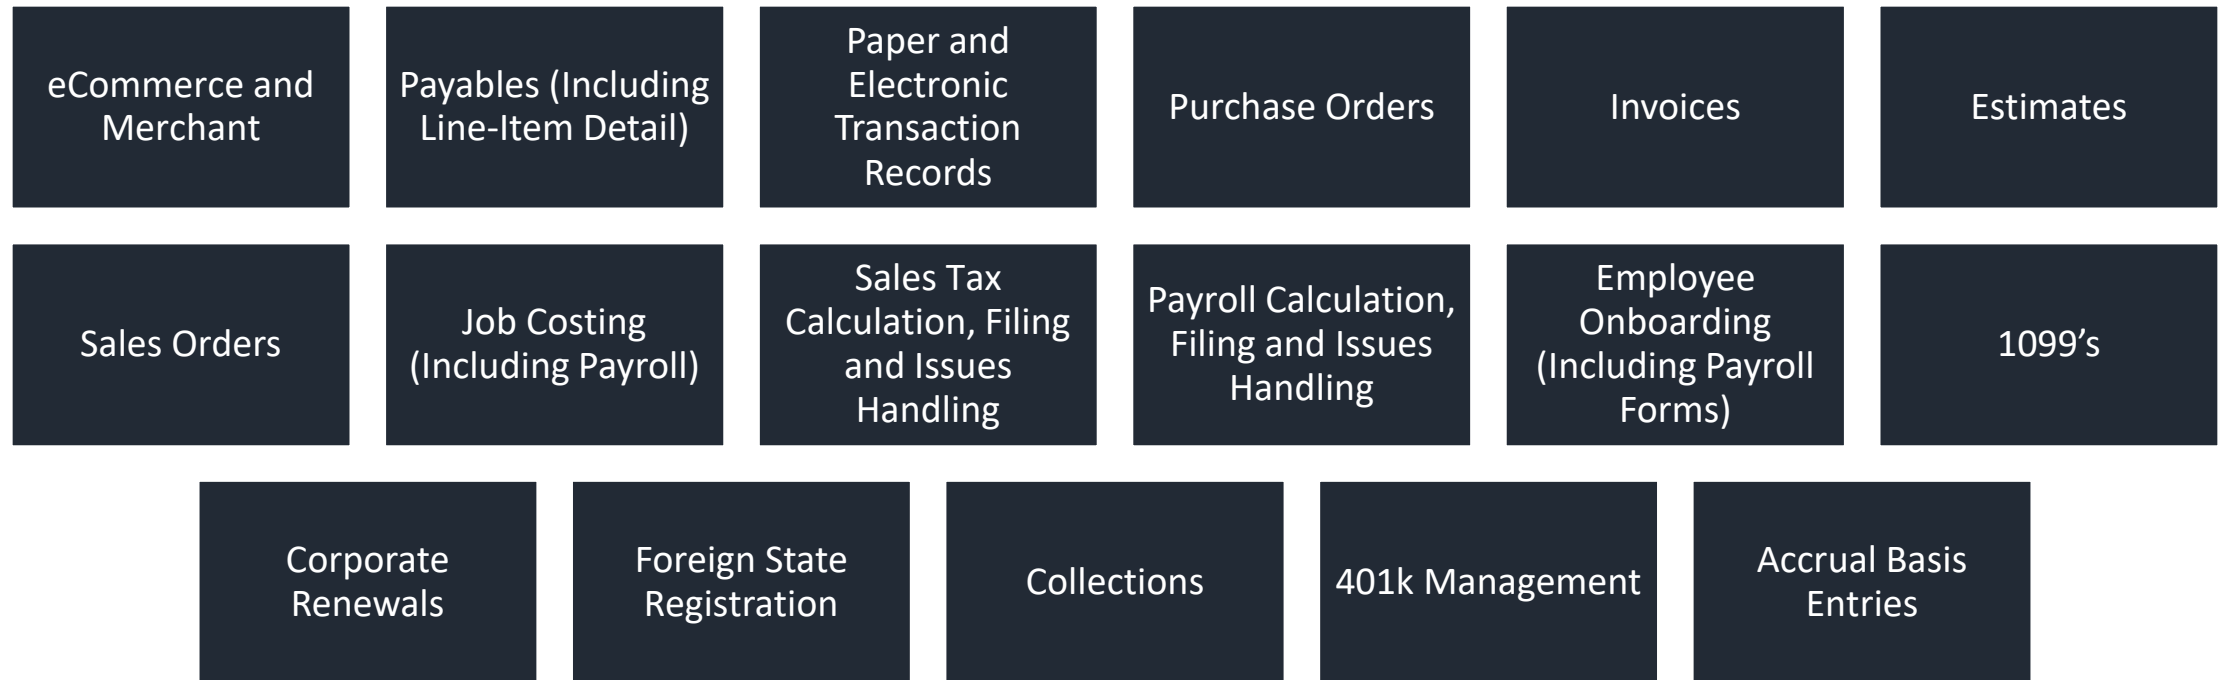 eCommerce and
Merchant
Payables (Including
Line-Item Detail)
Paper and
Electronic
Transaction
Records
Purchase Orders
Invoices
Estimates
Sales Orders
Job Costing
(Including Payroll)
Sales Tax
Calculation, Filing
and Issues
Handling
Payroll Calculation,
Filing and Issues
Handling
Employee
Onboarding
(Including Payroll
Forms)
1099’s
Corporate
Renewals
Foreign State
Registration
Collections
401k Management
Accrual Basis
Entries